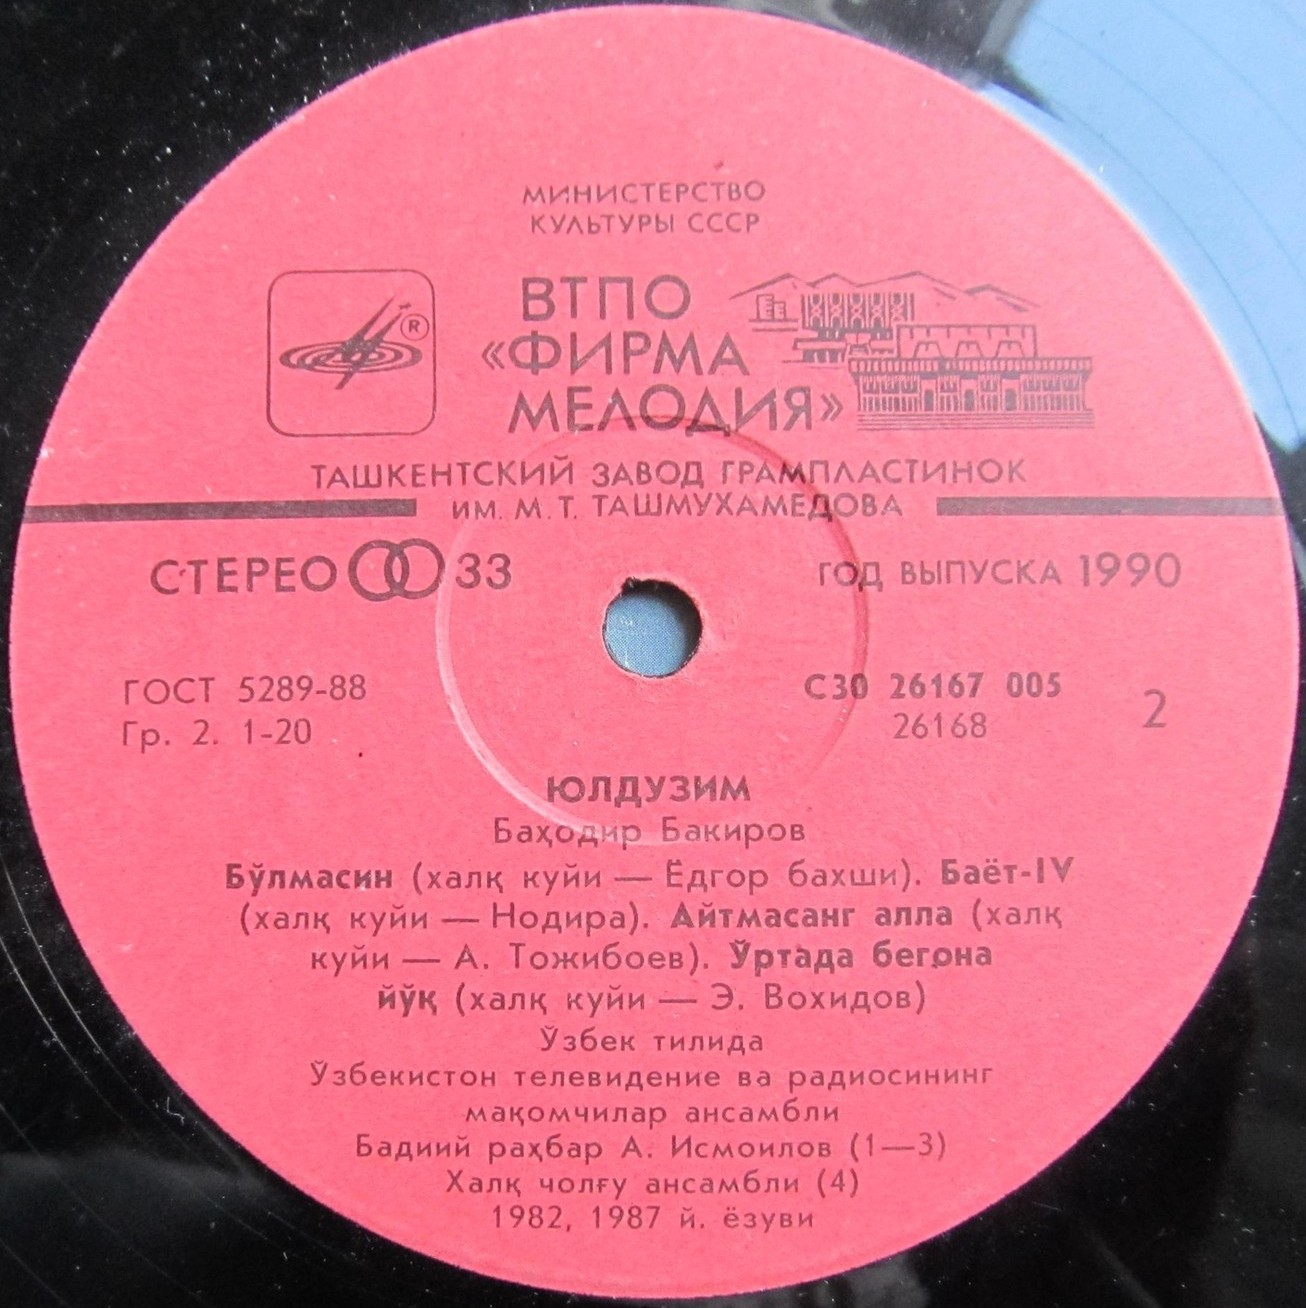 МИНИСТЕРСТВО
КУЛЬТУРЫ СССР
ВТПО
«ФИРМА
МЕЛОДИЯ»
®
ТАШКЕНТСКИЙ ЗАВОД ГРАМПЛАСТИНОК
ИМ. М. Т. ТАШМУХАМЕДОВА
СТЕРЕО 33
ГОД ВЫПУСКА 1990
ГОСТ 5289-88
Гр. 2. 1-20
С30 26167 005
26168
2
ЮЛДУЗИМ
Баҳодир Бакиров
Бўлмасин (халқ куйи — Ёдгор бахши). Баёт-IV
(халқ куйи — Нодира). Айтмасанг алла (халқ
куйи — А. Тожибоев). Ўртада бегона
йўқ (халқ куйи — Э. Вохидов)
Ўзбек тилида
Ўзбекистон телевидение ва радиосининг
мақомчилар ансамбли
Бадиий раҳбар А. Исмоилов (1—3)
Халқ чолғу ансамбли (4)
1982, 1987 й. ёзуви